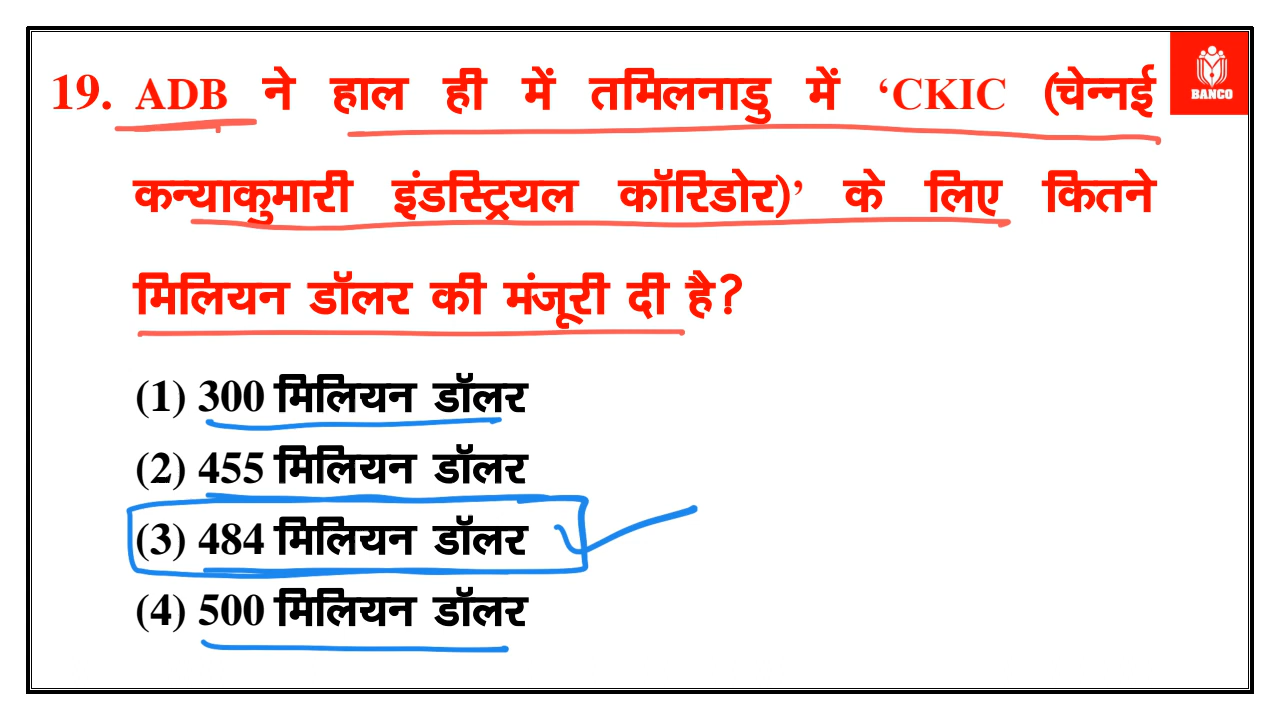 19. ADB ने हाल ही में तमिलनाडु में ‘CKIC (चेन्नई
BANCO
कन्याकुमारी इंडस्ट्रियल कॉरिडोर)’ के लिए कितने
मिलियन डॉलर की मंजूरी दी है?
(1) 300 मिलियन डॉलर
(2) 455 मिलियन डॉलर
(3) 484 मिलियन डॉलर
(4) 500 मिलियन डॉलर